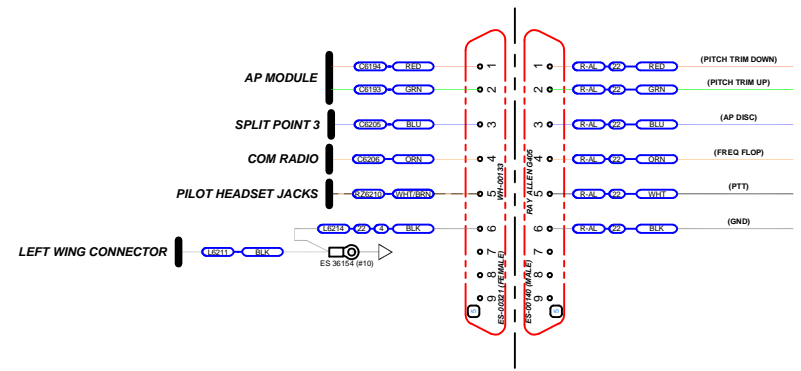 AP MODULE
SPLIT POINT 3
COM RADIO
PILOT HEADSET JACKS
LEFT WING CONNECTOR
C6194 RED
C6193 GRN
C6205 BLU
C6206 ORN
RZ6210 WHT/BRN
L6214 22 4 BLK
L6211 BLK
ES 36154 (#10)
1
2
3
4
5
6
7
8
9
5
WH-00133
ES-00321 (FEMALE)
1
2
3
4
5
6
7
8
9
5
RAY ALLEN G405
ES-00140 (MALE)
R-AL 22 RED (PITCH TRIM DOWN)
R-AL 22 GRN (PITCH TRIM UP)
R-AL 22 BLU (AP DISC)
R-AL 22 ORN (FREQ FLOP)
R-AL 22 WHT (PTT)
R-AL 22 BLK (GND)